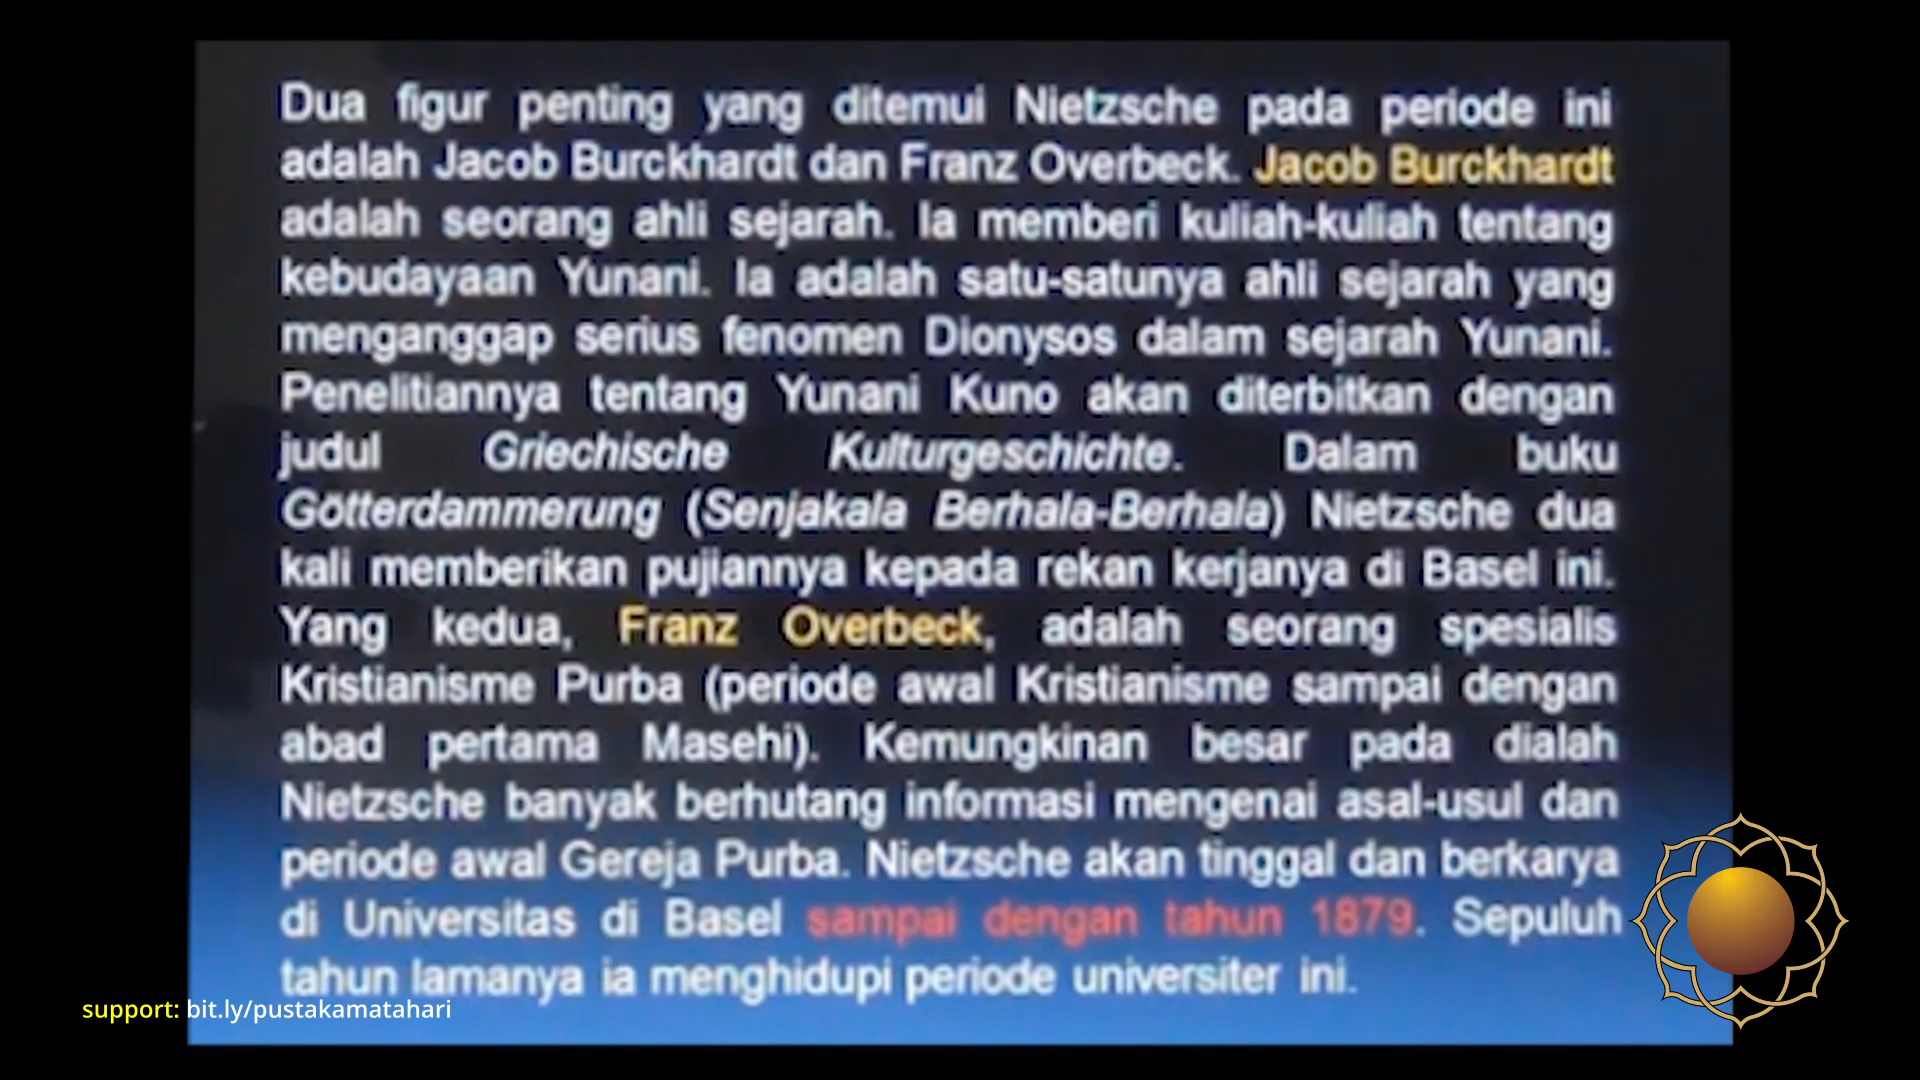 Dua figur penting yang ditemui Nietzsche pada periode ini
adalah Jacob Burckhardt dan Franz Overbeck. Jacob Burckhardt
adalah seorang ahli sejarah. Ia memberi kuliah-kuliah tentang
kebudayaan Yunani. Ia adalah satu-satunya ahli sejarah yang
menganggap serius fenomen Dionysos dalam sejarah Yunani.
Penelitiannya tentang Yunani Kuno akan diterbitkan dengan
judul Griechische Kulturgeschichte. Dalam buku
Götterdammerung (Senjakala Berhala-Berhala) Nietzsche dua
kali memberikan pujiannya kepada rekan kerjanya di Basel ini.
Yang kedua, Franz Overbeck, adalah seorang spesialis
Kristianisme Purba (periode awal Kristianisme sampai dengan
abad pertama Masehi). Kemungkinan besar pada dialah
Nietzsche banyak berhutang informasi mengenai asal-usul dan
periode awal Gereja Purba. Nietzsche akan tinggal dan berkarya
di Universitas di Basel sampai dengan tahun 1879. Sepuluh
tahun lamanya ia menghidupi periode universiter ini.
support: bit.ly/pustakamatahari